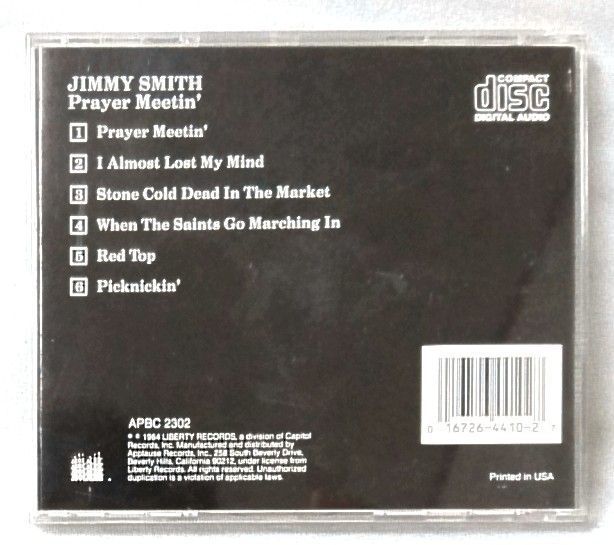 JIMMY SMITH
Prayer Meetin'
1 Prayer Meetin'
2 I Almost Lost My Mind
3 Stone Cold Dead In The Market
4 When The Saints Go Marching In
5 Red Top
6 Picknickin'
COMPACT
disc
DIGITAL AUDIO
0 16726-4410-2 7
APBC 2302
℗ © 1964 LIBERTY RECORDS, a division of Capitol
Records, Inc. Manufactured and distributed by
Applause Records, Inc., 258 South Beverly Drive,
Beverly Hills, California 90212, under license from
Liberty Records. All rights reserved. Unauthorized
duplication is a violation of applicable laws.
Printed in USA